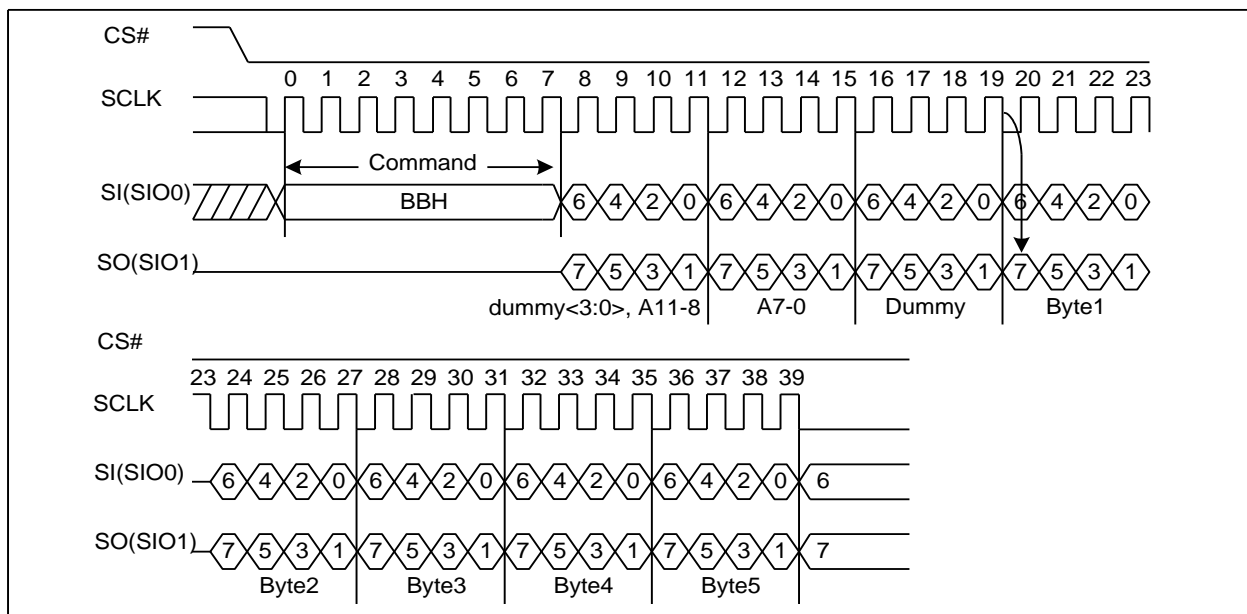 CS#
0 1 2 3 4 5 6 7 8 9 10 11 12 13 14 15 16 17 18 19 20 21 22 23
SCLK
Command
SI(SIO0)
BBH
6 4 2 0 6 4 2 0 6 4 2 0 6 4 2 0
SO(SIO1)
7 5 3 1 7 5 3 1 7 5 3 1 7 5 3 1
dummy<3:0>, A11-8 A7-0 Dummy Byte1
CS#
23 24 25 26 27 28 29 30 31 32 33 34 35 36 37 38 39
SCLK
SI(SIO0)
6 4 2 0 6 4 2 0 6 4 2 0 6 4 2 0 6
SO(SIO1)
7 5 3 1 7 5 3 1 7 5 3 1 7 5 3 1 7
Byte2 Byte3 Byte4 Byte5